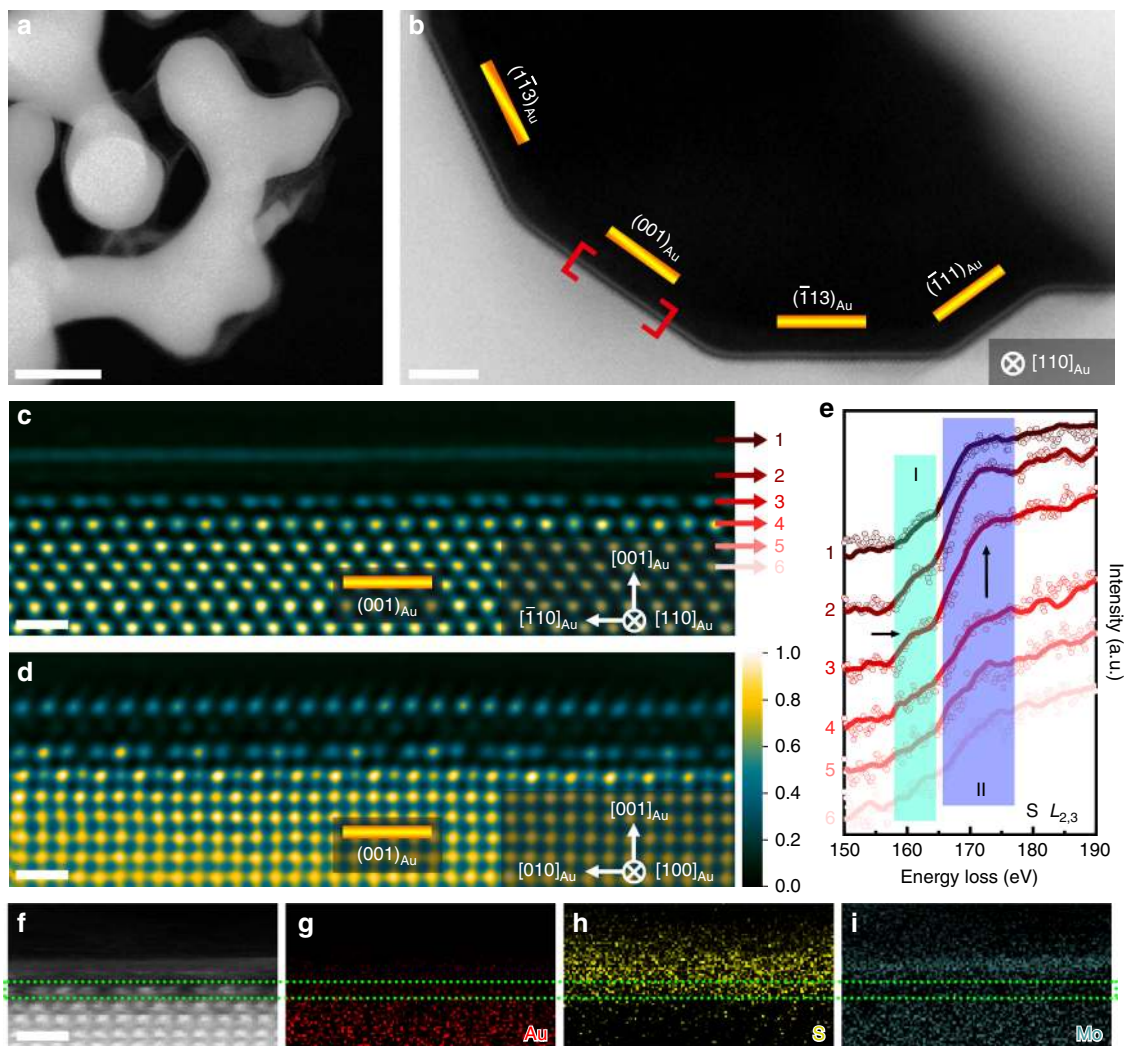 a
b
(11̄3)Au
(001)Au
(1̄13)Au
(1̄11)Au
[110]Au
c
1
2
3
4
5
6
[001]Au
(001)Au
[1̄10]Au
[110]Au
d
1.0
0.8
0.6
0.4
0.2
0.0
[001]Au
(001)Au
[010]Au
[100]Au
e
I
II
1
2
3
4
5
6
S L2,3
150 160 170 180 190
Energy loss (eV)
Intensity (a.u.)
f
g
Au
h
S
i
Mo